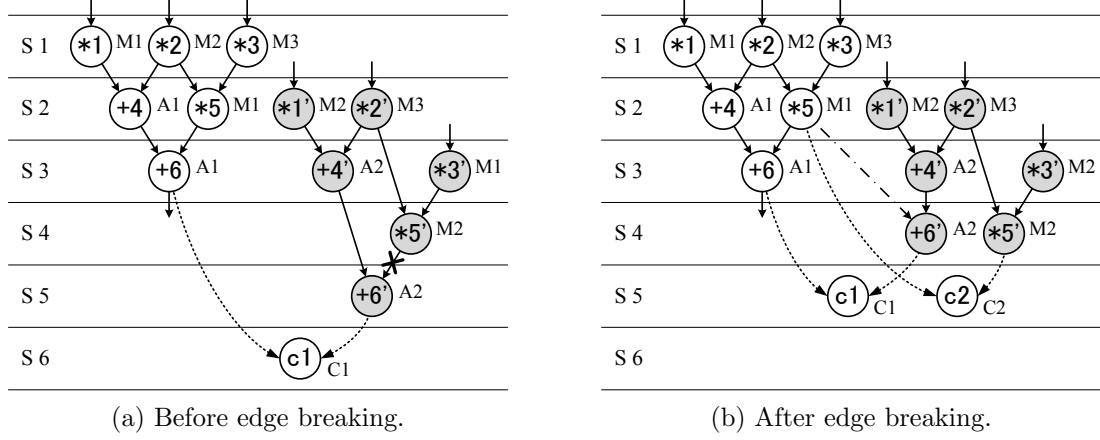 S 1 *1 M1 *2 M2 *3 M3
S 2 +4 A1 *5 M1 *1' M2 *2' M3
S 3 +6 A1 +4' A2 *3' M1
S 4 *5' M2
S 5 +6' A2
S 6 c1 C1
(a) Before edge breaking.
S 1 *1 M1 *2 M2 *3 M3
S 2 +4 A1 *5 M1 *1' M2 *2' M3
S 3 +6 A1 +4' A2 *3' M2
S 4 +6' A2 *5' M2
S 5 c1 C1 c2 C2
S 6
(b) After edge breaking.